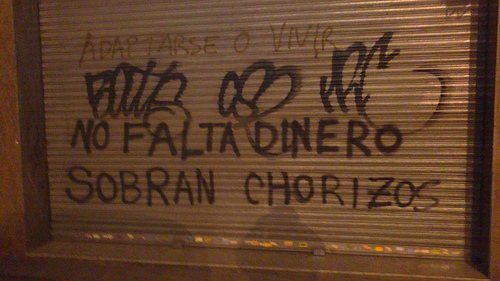 ADAPTARSE O VIVIR
NO FALTA DINERO
SOBRAN CHORIZOS